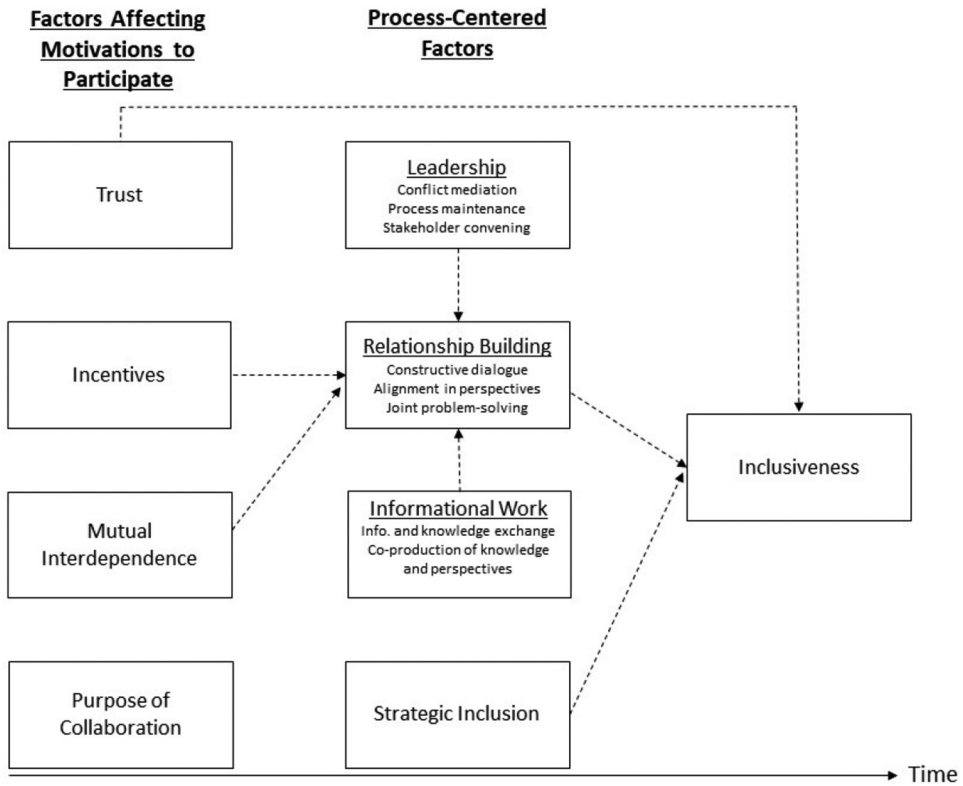 Factors Affecting
Motivations to
Participate
Process-Centered
Factors
Trust
Leadership
Conflict mediation
Process maintenance
Stakeholder convening
Incentives
Relationship Building
Constructive dialogue
Alignment in perspectives
Joint problem-solving
Inclusiveness
Mutual
Interdependence
Informational Work
Info. and knowledge exchange
Co-production of knowledge
and perspectives
Purpose of
Collaboration
Strategic Inclusion
Time